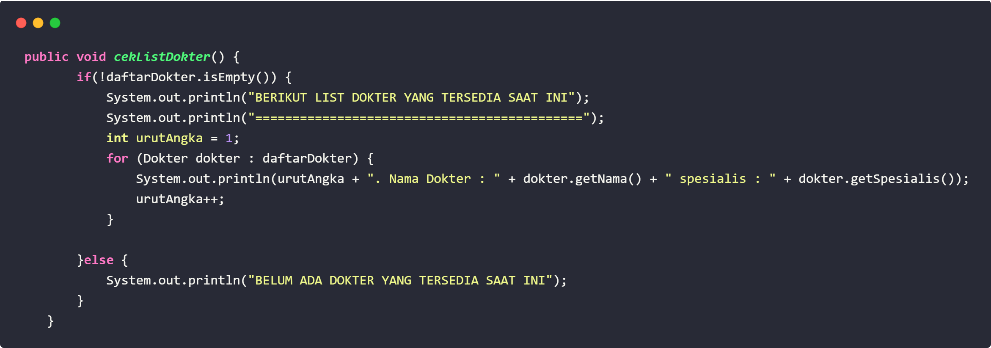 public void cekListDokter() {
if(!daftarDokter.isEmpty()) {
System.out.println("BERIKUT LIST DOKTER YANG TERSEDIA SAAT INI");
System.out.println("============================================");
int urutAngka = 1;
for (Dokter dokter : daftarDokter) {
System.out.println(urutAngka + ". Nama Dokter : " + dokter.getNama() + " spesialis : " + dokter.getSpesialis());
urutAngka++;
}
}else {
System.out.println("BELUM ADA DOKTER YANG TERSEDIA SAAT INI");
}
}